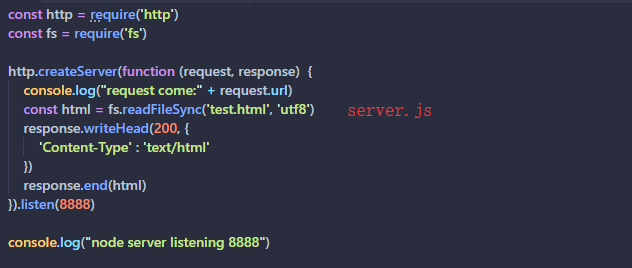 const http = require('http')
const fs = require('fs')
http.createServer(function (request, response) {
console.log("request come:" + request.url)
const html = fs.readFileSync('test.html', 'utf8') server.js
response.writeHead(200, {
'Content-Type' : 'text/html'
})
response.end(html)
}).listen(8888)
console.log("node server listening 8888")